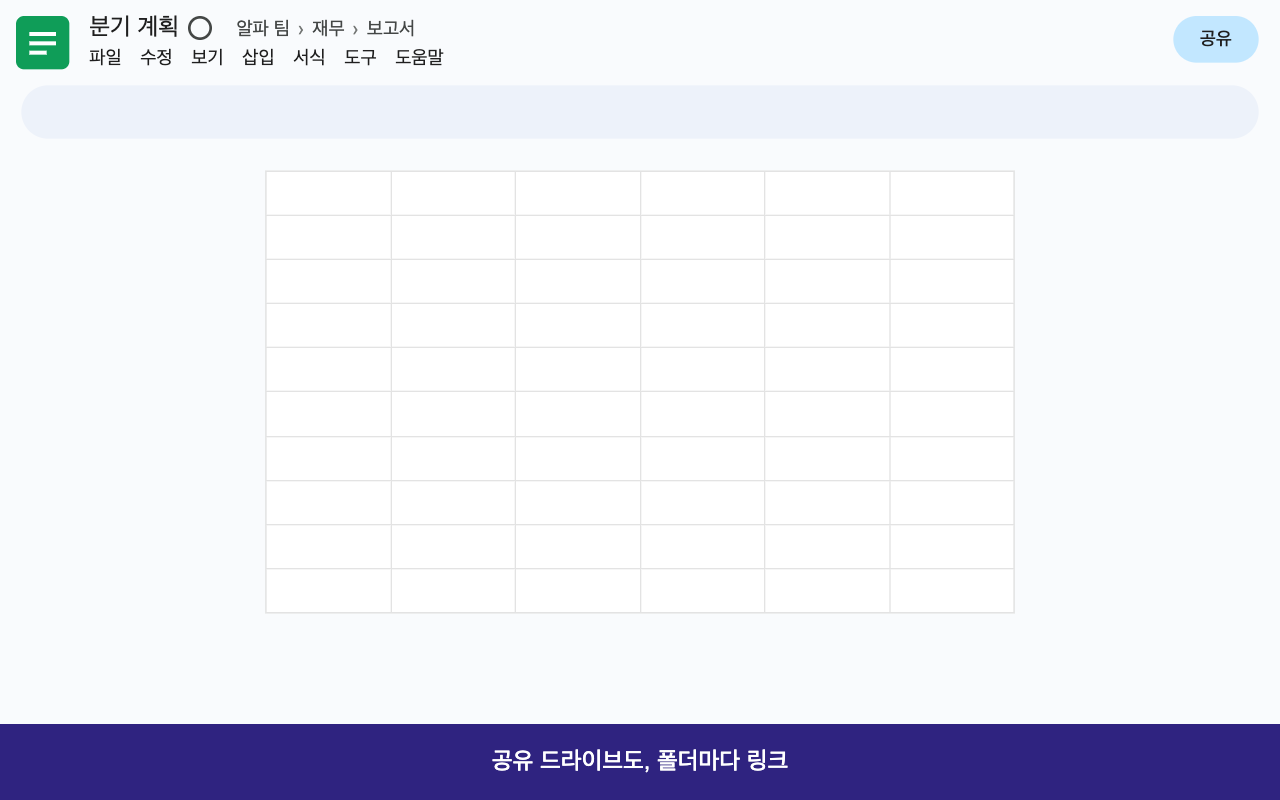 분기 계획 알파 팀 › 재무 › 보고서
파일 수정 보기 삽입 서식 도구 도움말
공유
공유 드라이브도, 폴더마다 링크